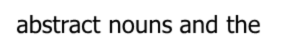 abstract nouns and the